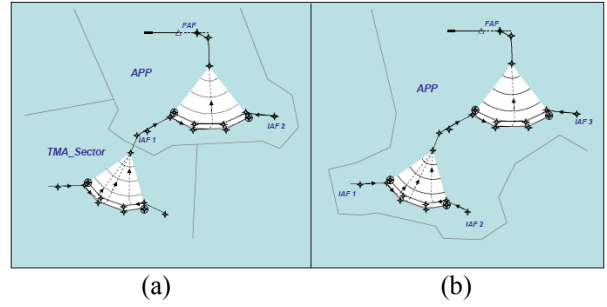 FAF
APP
IAF 1
IAF 2
TMA_Sector
FAF
APP
IAF 3
IAF 1
IAF 2
(a)
(b)